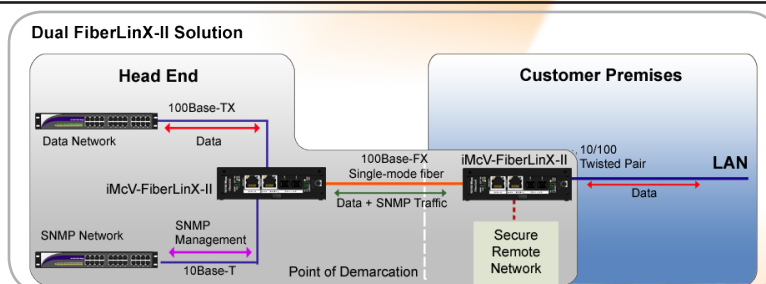 Dual FiberLinX-II Solution
Head End
Customer Premises
100Base-TX
Data
Data Network
iMcV-FiberLinX-II
100Base-FX
Single-mode fiber
Data + SNMP Traffic
iMcV-FiberLinX-II
10/100
Twisted Pair
LAN
Data
SNMP Network
SNMP
Management
10Base-T
Point of Demarcation
Secure
Remote
Network